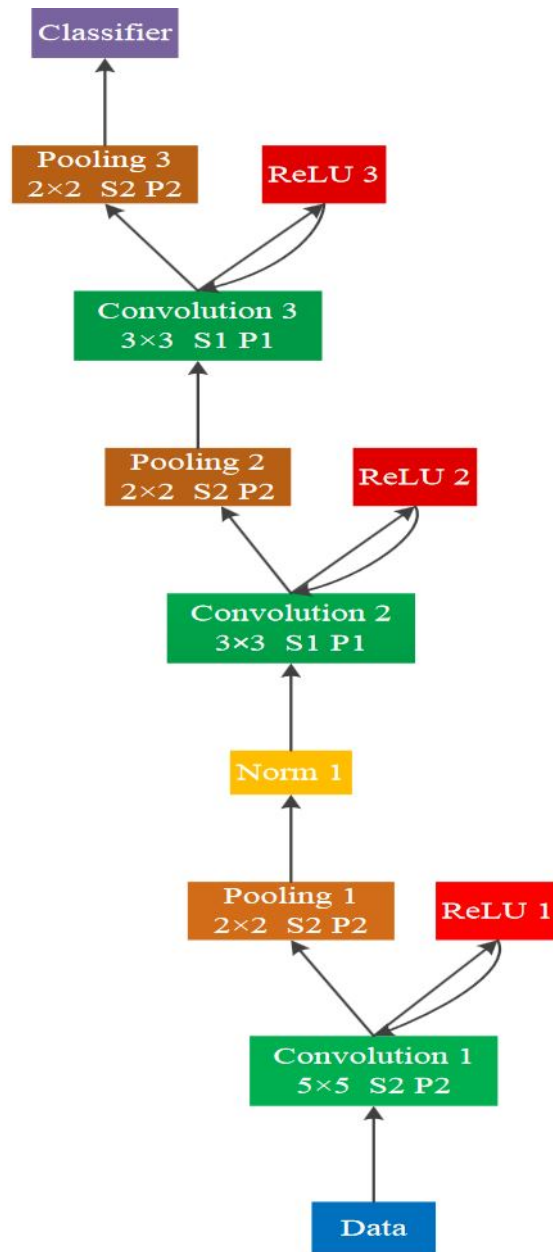 Classifier
Pooling 3
2×2 S2 P2
ReLU 3
Convolution 3
3×3 S1 P1
Pooling 2
2×2 S2 P2
ReLU 2
Convolution 2
3×3 S1 P1
Norm 1
Pooling 1
2×2 S2 P2
ReLU 1
Convolution 1
5×5 S2 P2
Data